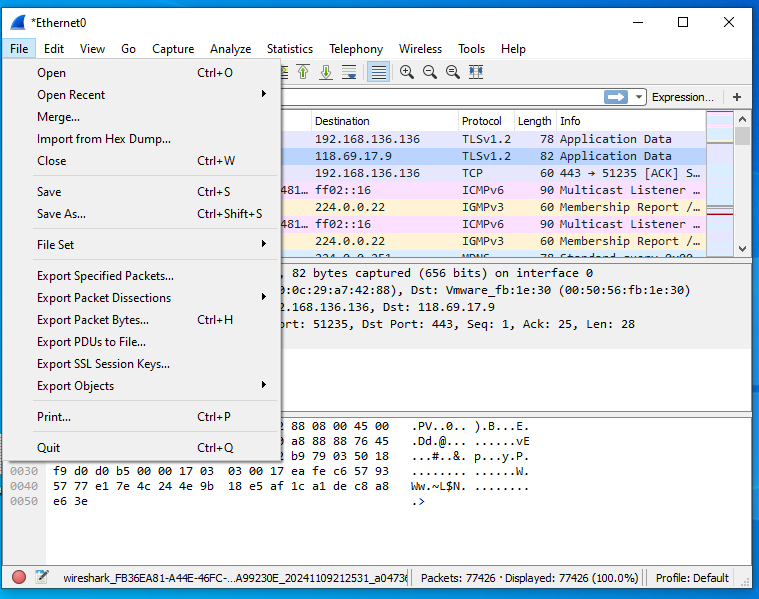 *Ethernet0
File Edit View Go Capture Analyze Statistics Telephony Wireless Tools Help
Open Ctrl+O
Open Recent
Merge...
Import from Hex Dump...
Close Ctrl+W
Save Ctrl+S
Save As... Ctrl+Shift+S
File Set
Export Specified Packets...
Export Packet Dissections
Export Packet Bytes... Ctrl+H
Export PDUs to File...
Export SSL Session Keys...
Export Objects
Print... Ctrl+P
Quit Ctrl+Q
Expression... +
Destination Protocol Length Info
192.168.136.136 TLSv1.2 78 Application Data
118.69.17.9 TLSv1.2 82 Application Data
192.168.136.136 TCP 60 443 → 51235 [ACK] S…
481… ff02::16 ICMPv6 90 Multicast Listener …
224.0.0.22 IGMPv3 60 Membership Report /…
481… ff02::16 ICMPv6 90 Multicast Listener …
224.0.0.22 IGMPv3 60 Membership Report /…
, 82 bytes captured (656 bits) on interface 0
0:0c:29:a7:42:88), Dst: Vmware_fb:1e:30 (00:50:56:fb:1e:30)
2.168.136.136, Dst: 118.69.17.9
ort: 51235, Dst Port: 443, Seq: 1, Ack: 25, Len: 28
88 08 00 45 00 .PV..0.. ).B...E.
a8 88 88 76 45 .Dd.@... ......vE
b9 79 03 50 18 ...#..&. p...y.P.
0030 f9 d0 d0 b5 00 00 17 03 03 00 17 ea fe c6 57 93 ........ ......W.
0040 57 77 e1 7e 4c 24 4e 9b 18 e5 af 1c a1 de c8 a8 Ww.~L$N. ........
0050 e6 3e .>
wireshark_FB36EA81-A44E-46FC-…A99230E_20241109212531_a0473 Packets: 77426 · Displayed: 77426 (100.0%) Profile: Default